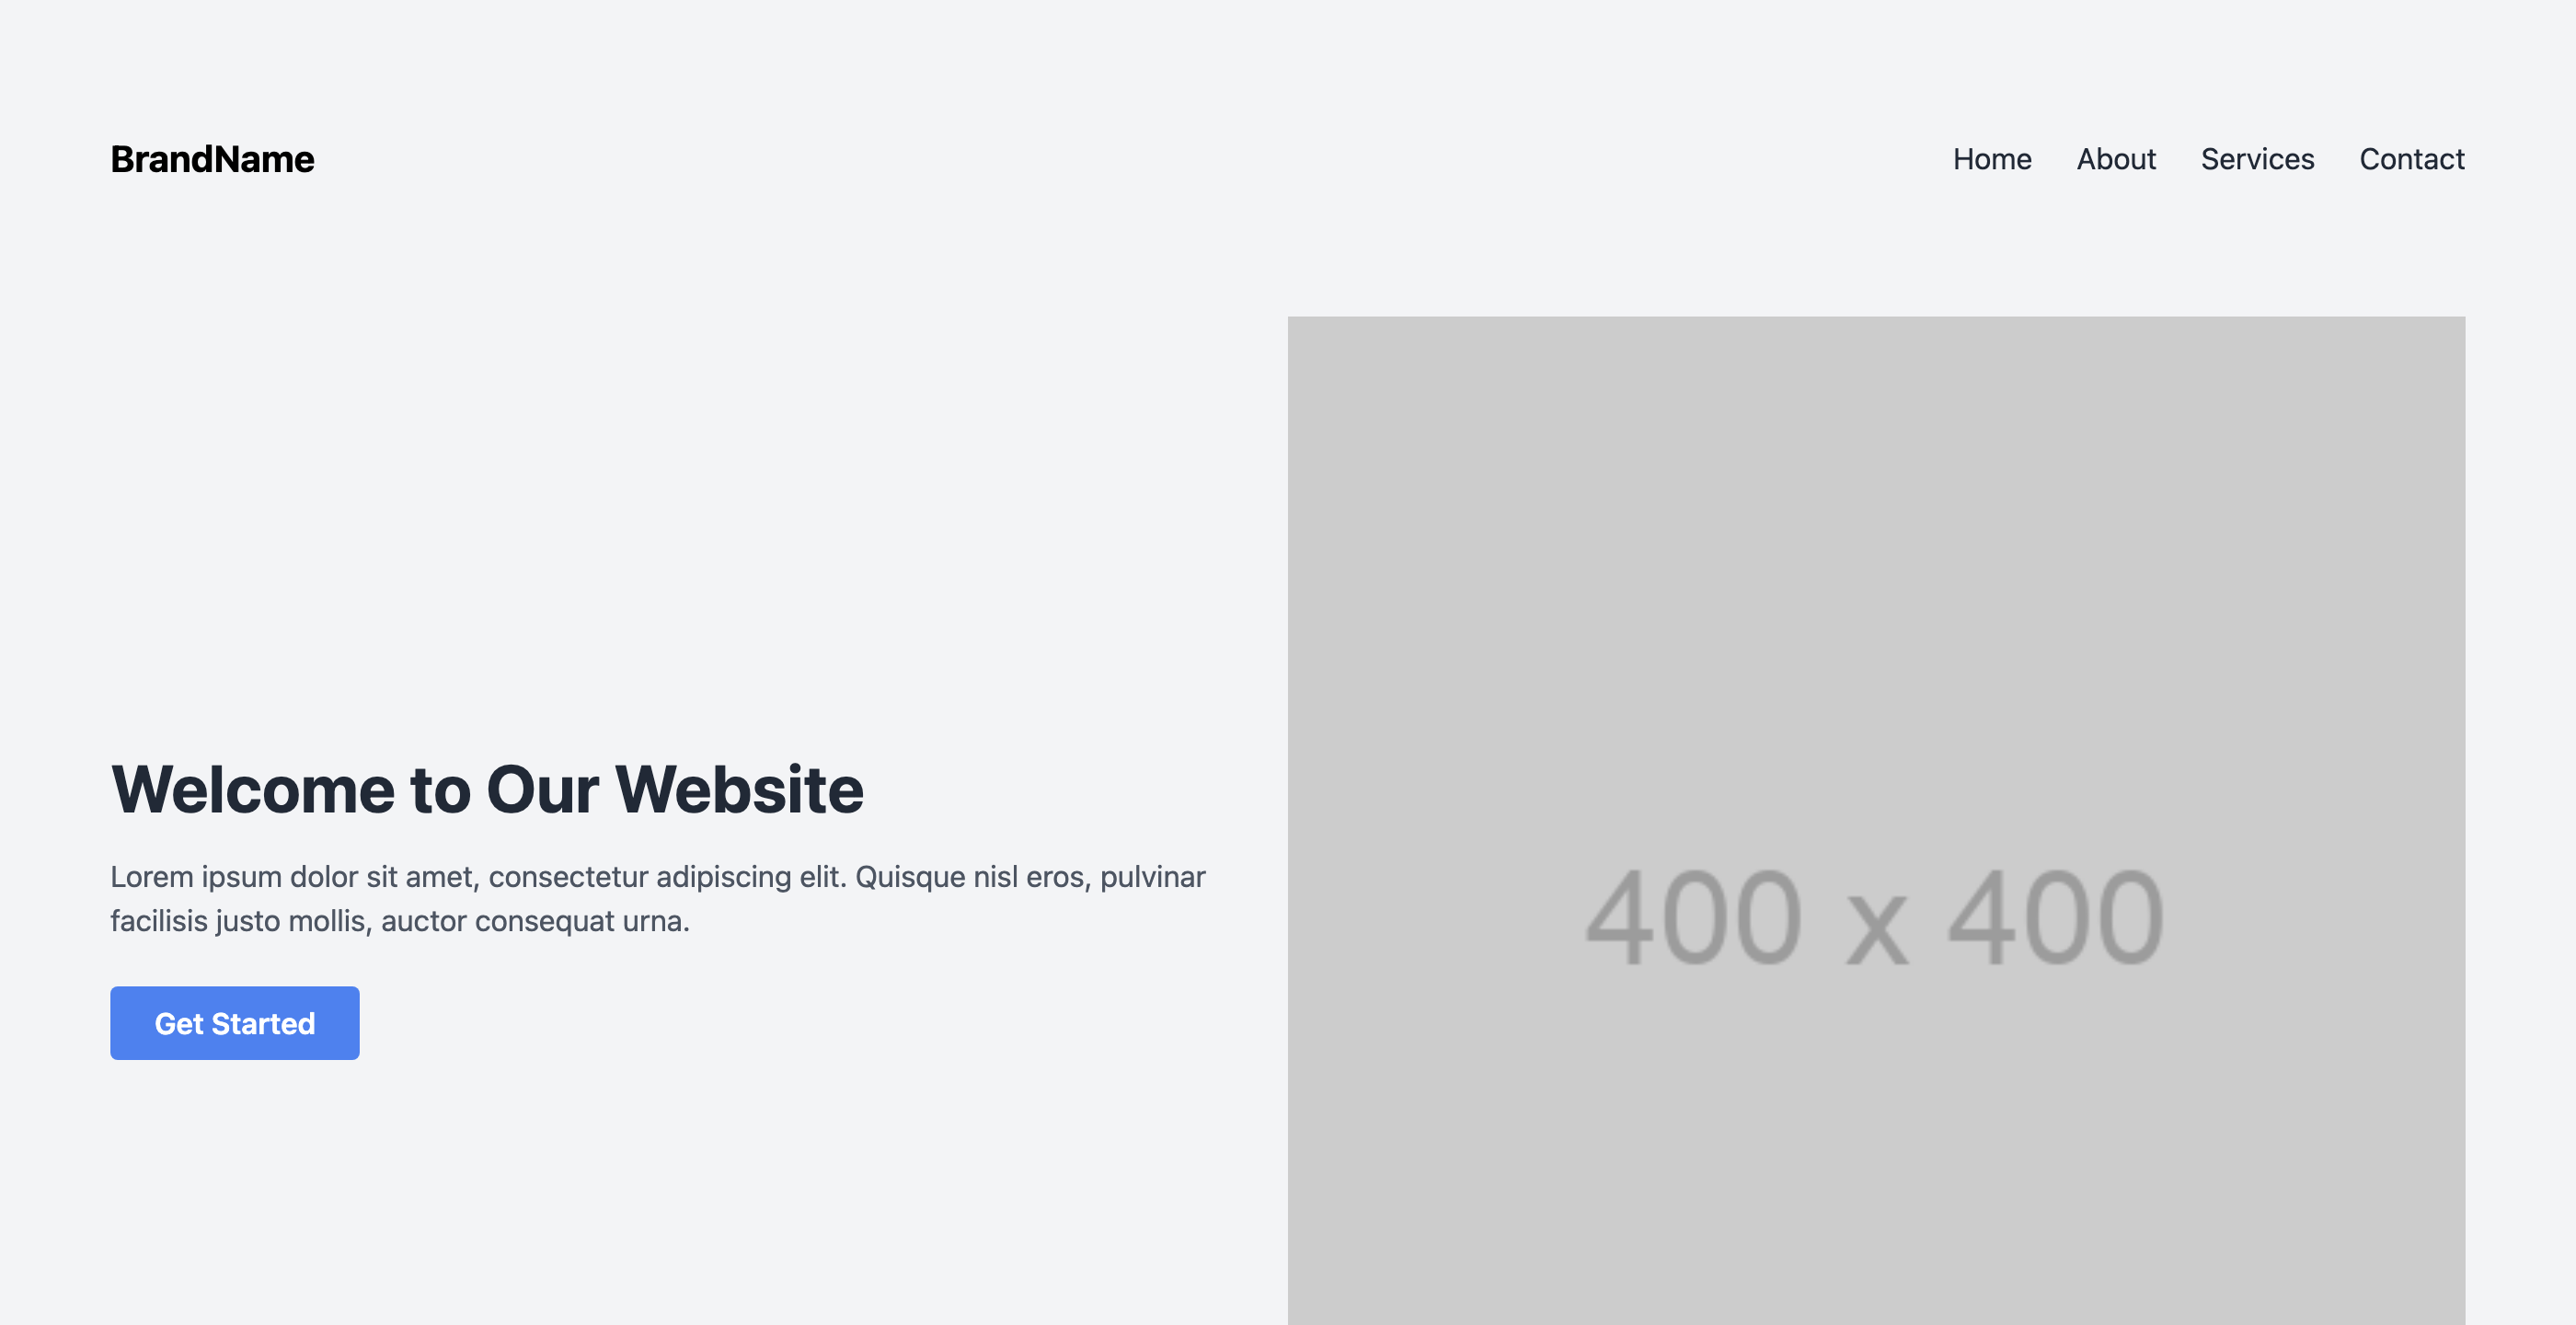 BrandName
Home About Services Contact
Welcome to Our Website
Lorem ipsum dolor sit amet, consectetur adipiscing elit. Quisque nisl eros, pulvinar
facilisis justo mollis, auctor consequat urna.
Get Started
400 x 400